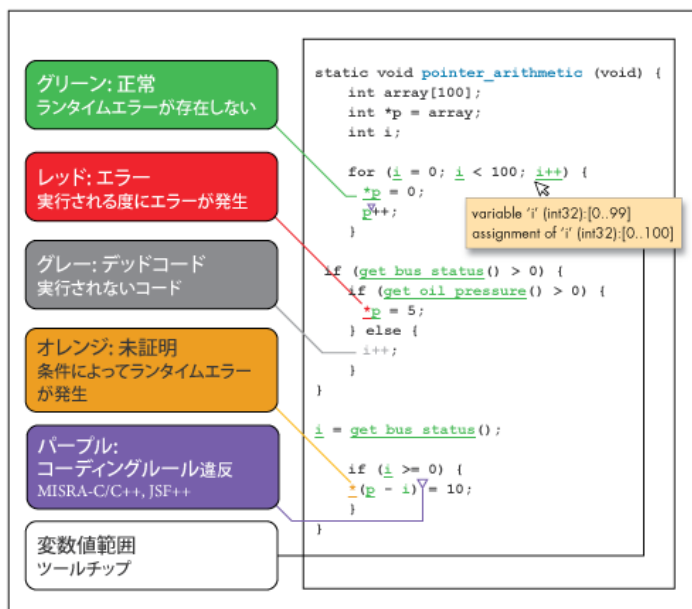 グリーン: 正常
ランタイムエラーが存在しない
レッド: エラー
実行される度にエラーが発生
グレー: デッドコード
実行されないコード
オレンジ: 未証明
条件によってランタイムエラー
が発生
パープル:
コーディングルール違反
MISRA-C/C++, JSF++
変数値範囲
ツールチップ
static void pointer_arithmetic (void) {
int array[100];
int *p = array;
int i;
for (i = 0; i < 100; i++) {
*p = 0;
p++;
}
variable 'i' (int32):[0..99]
assignment of 'i' (int32):[0..100]
if (get_bus_status() > 0) {
if (get_oil_pressure() > 0) {
*p = 5;
} else {
i++;
}
}
i = get_bus_status();
if (i >= 0) {
*(p - i) = 10;
}
}